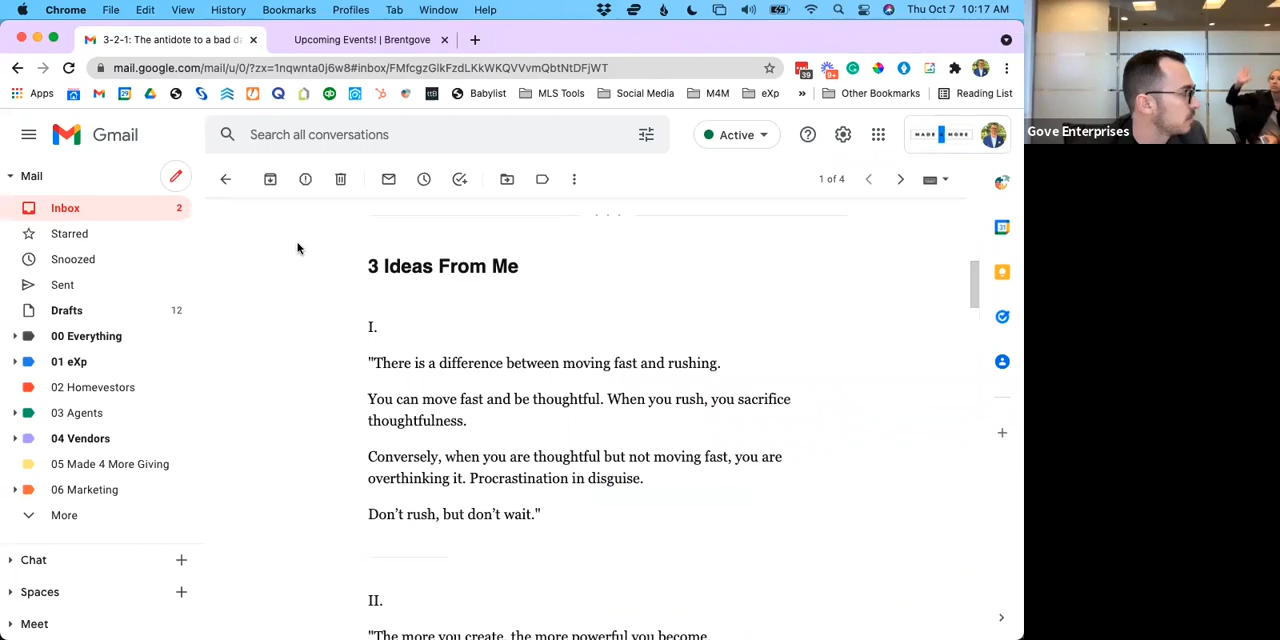 Chrome File Edit View History Bookmarks Profiles Tab Window Help Thu Oct 7 10:17 AM
3-2-1: The antidote to a bad da Upcoming Events! | Brentgove
mail.google.com/mail/u/0/?zx=1nqwnta0j6w8#inbox/FMfcgzGlkFzdLKkWKQVVvmQbtNtDFjWT 39 9+
Apps Babylist MLS Tools Social Media M4M eXp » Other Bookmarks Reading List
Gmail Search all conversations Active MADE 4 MORE
Gove Enterprises
Mail 1 of 4
Inbox 2
Starred
Snoozed
Sent
Drafts 12
00 Everything
01 eXp
02 Homevestors
03 Agents
04 Vendors
05 Made 4 More Giving
06 Marketing
More
Chat
Spaces
Meet
3 Ideas From Me
I.
"There is a difference between moving fast and rushing.
You can move fast and be thoughtful. When you rush, you sacrifice
thoughtfulness.
Conversely, when you are thoughtful but not moving fast, you are
overthinking it. Procrastination in disguise.
Don’t rush, but don’t wait."
II.
"The more you create, the more powerful you become.